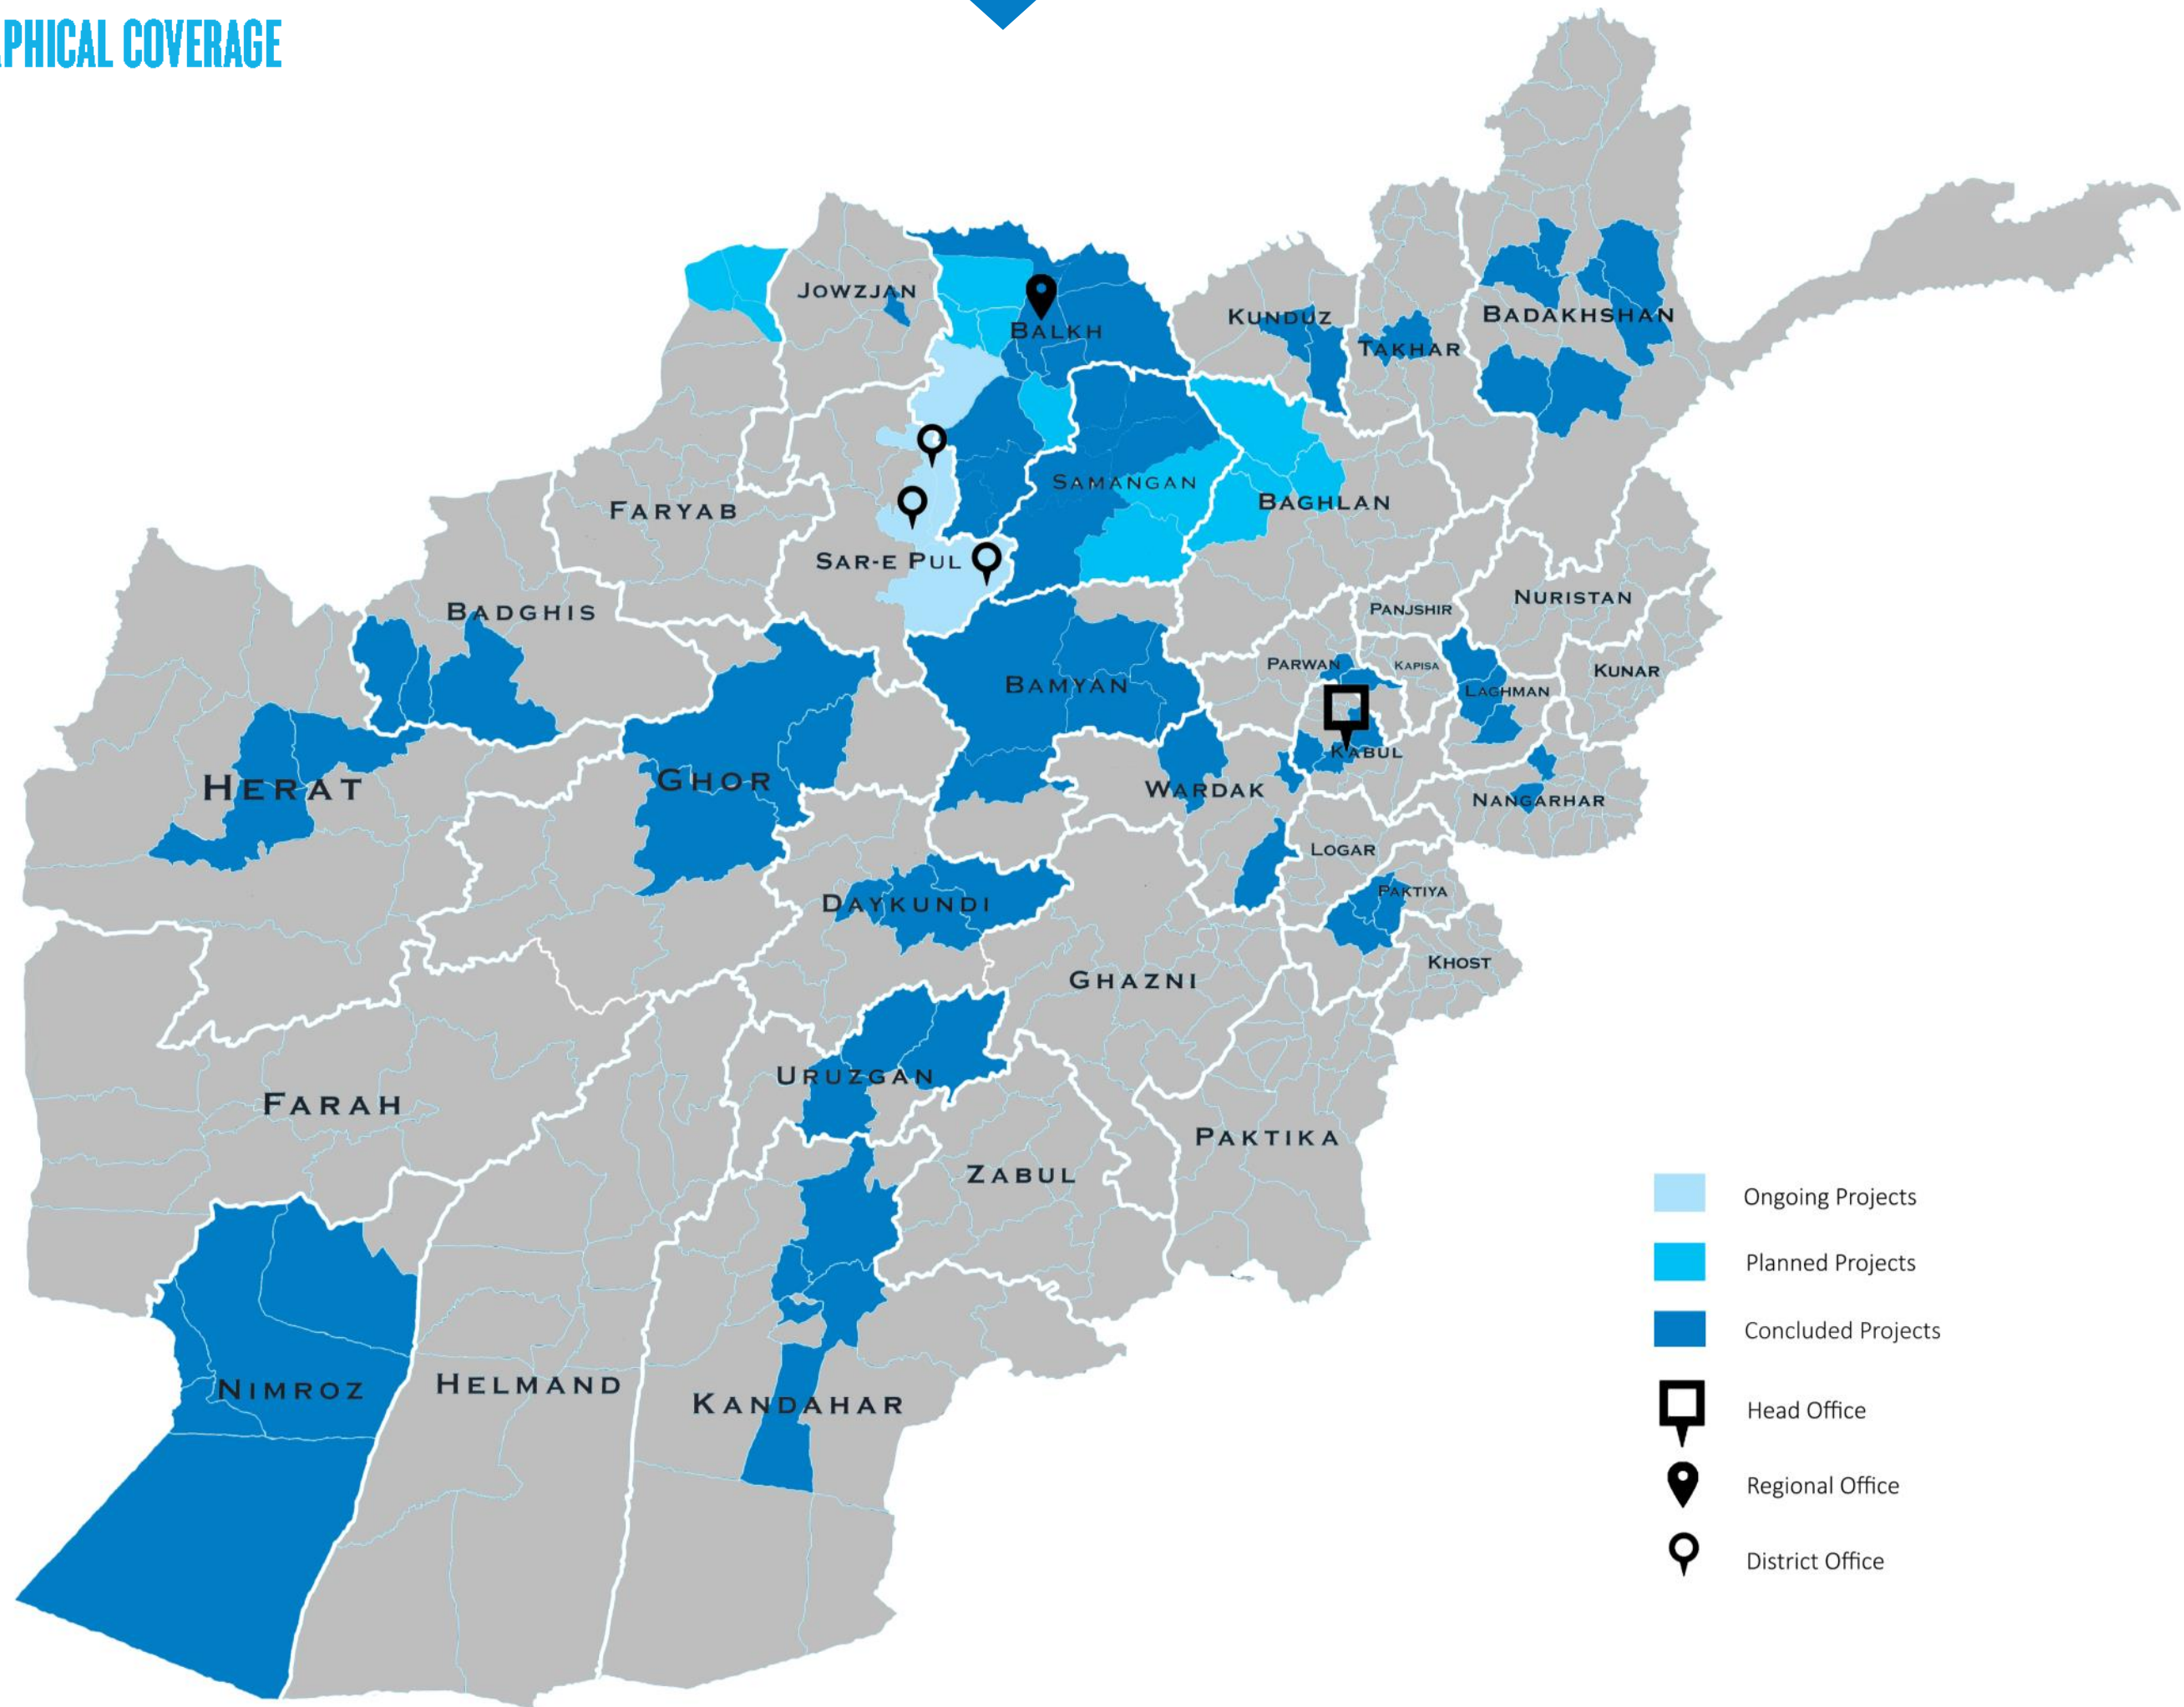 PHICAL COVERAGE
JOWZJAN
BALKH
KUNDUZ
TAKHAR
BADAKHSHAN
FARYAB
SAMANGAN
BAGHLAN
SAR-E PUL
BADGHIS
PANJSHIR
NURISTAN
PARWAN
KAPISA
KUNAR
BAMYAN
LAGHMAN
HERAT
GHOR
WARDAK
KABUL
NANGARHAR
LOGAR
PAKTIYA
DAYKUNDI
GHAZNI
KHOST
URUZGAN
FARAH
PAKTIKA
ZABUL
NIMROZ
HELMAND
KANDAHAR
Ongoing Projects
Planned Projects
Concluded Projects
Head Office
Regional Office
District Office